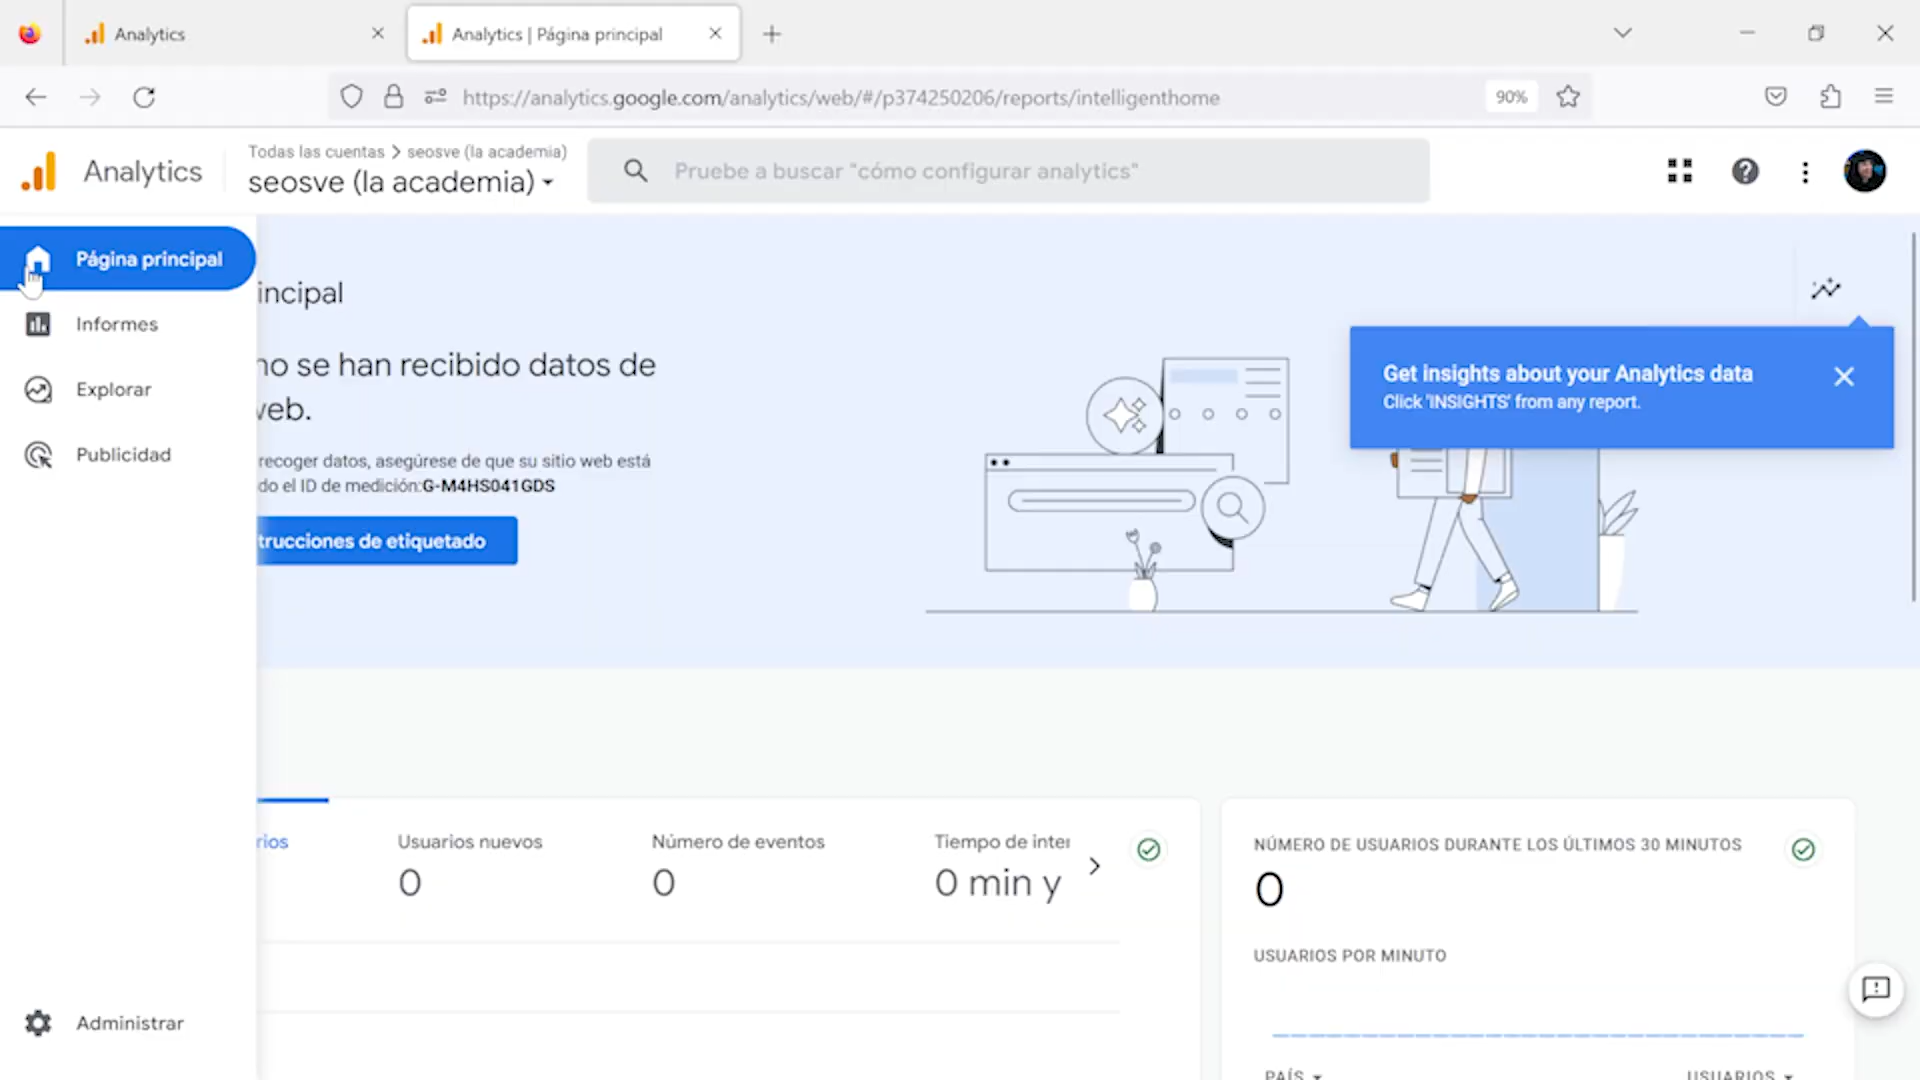 Analytics
Analytics | Página principal
https://analytics.google.com/analytics/web/#/p374250206/reports/intelligenthome
90%
Analytics
Todas las cuentas > seosve (la academia)
seosve (la academia)
Pruebe a buscar "cómo configurar analytics"
Página principal
Informes
Explorar
Publicidad
Administrar
incipal
no se han recibido datos de
web.
recoger datos, asegúrese de que su sitio web está
do el ID de medición:G-M4HS041GDS
trucciones de etiquetado
Get insights about your Analytics data
Click 'INSIGHTS' from any report.
rios
Usuarios nuevos
0
Número de eventos
0
Tiempo de inter
0 min y
NÚMERO DE USUARIOS DURANTE LOS ÚLTIMOS 30 MINUTOS
0
USUARIOS POR MINUTO
PAÍS
USUARIOS